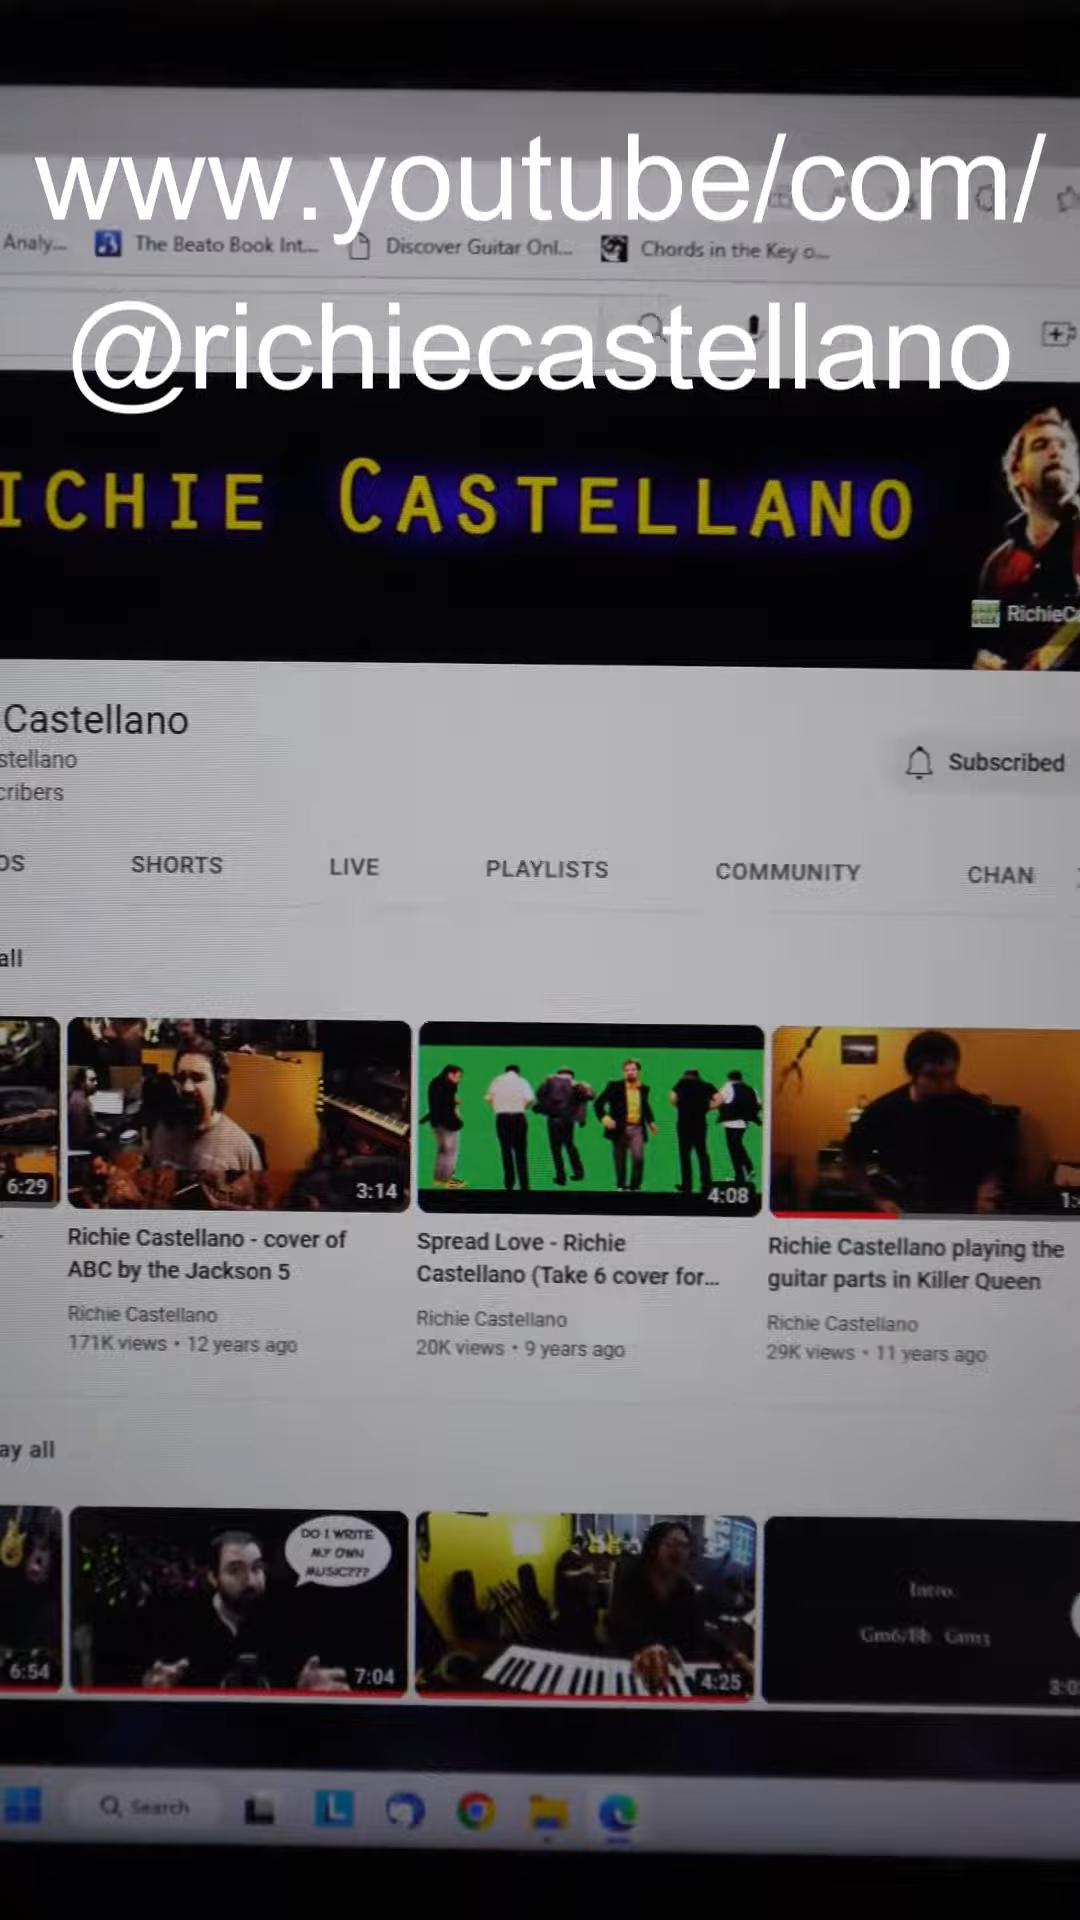 www.youtube/com/
Analy... The Beato Book Int... Discover Guitar Onl... Chords in the Key o...
@richiecastellano
ICHIE CASTELLANO
RichieCa
Castellano
stellano
Subscribed
cribers
OS SHORTS LIVE PLAYLISTS COMMUNITY CHAN
all
6:29 3:14 4:08 1:
Richie Castellano - cover of
ABC by the Jackson 5
Richie Castellano
171K views • 12 years ago
Spread Love - Richie
Castellano (Take 6 cover for...
Richie Castellano
20K views • 9 years ago
Richie Castellano playing the
guitar parts in Killer Queen
Richie Castellano
29K views • 11 years ago
ay all
DO I WRITE
MY OWN
MUSIC???
Intro:
6:54 7:04 4:25 3:0
Search